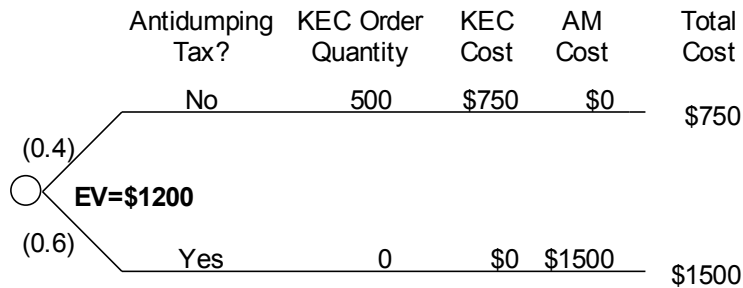 Antidumping KEC Order KEC AM Total
Tax? Quantity Cost Cost Cost
No 500 $750 $0 $750
(0.4)
EV=$1200
(0.6)
Yes 0 $0 $1500 $1500